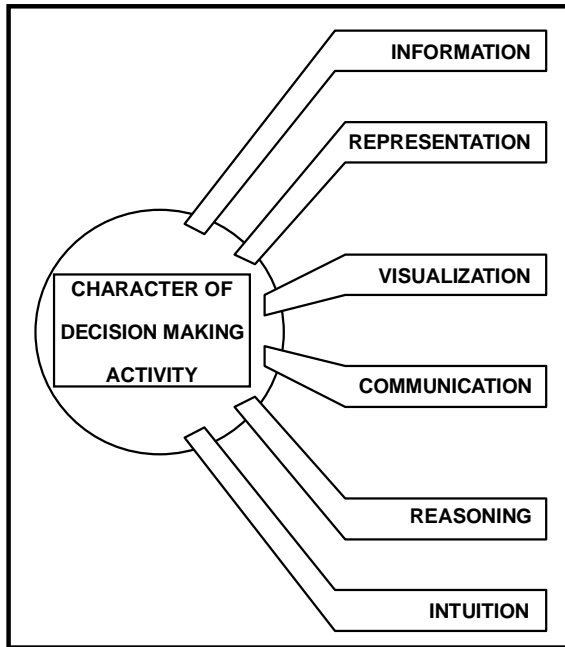 INFORMATION
REPRESENTATION
CHARACTER OF
DECISION MAKING
ACTIVITY
VISUALIZATION
COMMUNICATION
REASONING
INTUITION